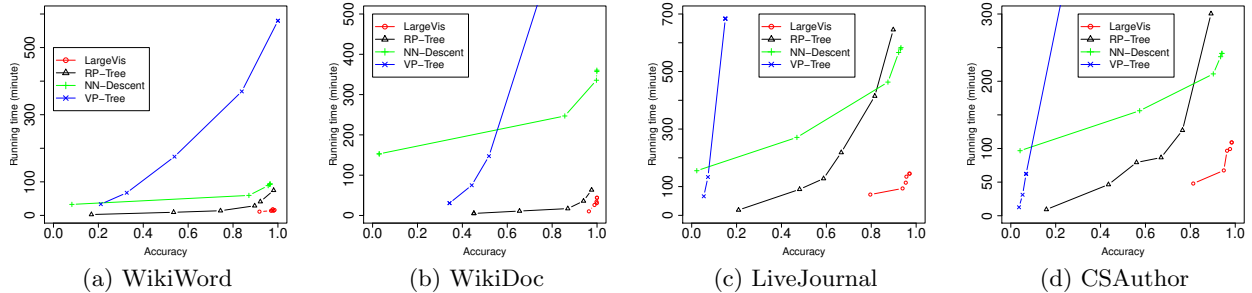 Running time (minute)
0 100 300 500
LargeVis
RP−Tree
NN−Descent
VP−Tree
0.0 0.2 0.4 0.6 0.8 1.0
Accuracy
(a) WikiWord
Running time (minute)
0 100 200 300 400 500
LargeVis
RP−Tree
NN−Descent
VP−Tree
0.0 0.2 0.4 0.6 0.8 1.0
Accuracy
(b) WikiDoc
Running time (minute)
0 100 300 500 700
LargeVis
RP−Tree
NN−Descent
VP−Tree
0.0 0.2 0.4 0.6 0.8 1.0
Accuracy
(c) LiveJournal
Running time (minute)
0 50 100 200 300
LargeVis
RP−Tree
NN−Descent
VP−Tree
0.0 0.2 0.4 0.6 0.8 1.0
Accuracy
(d) CSAuthor